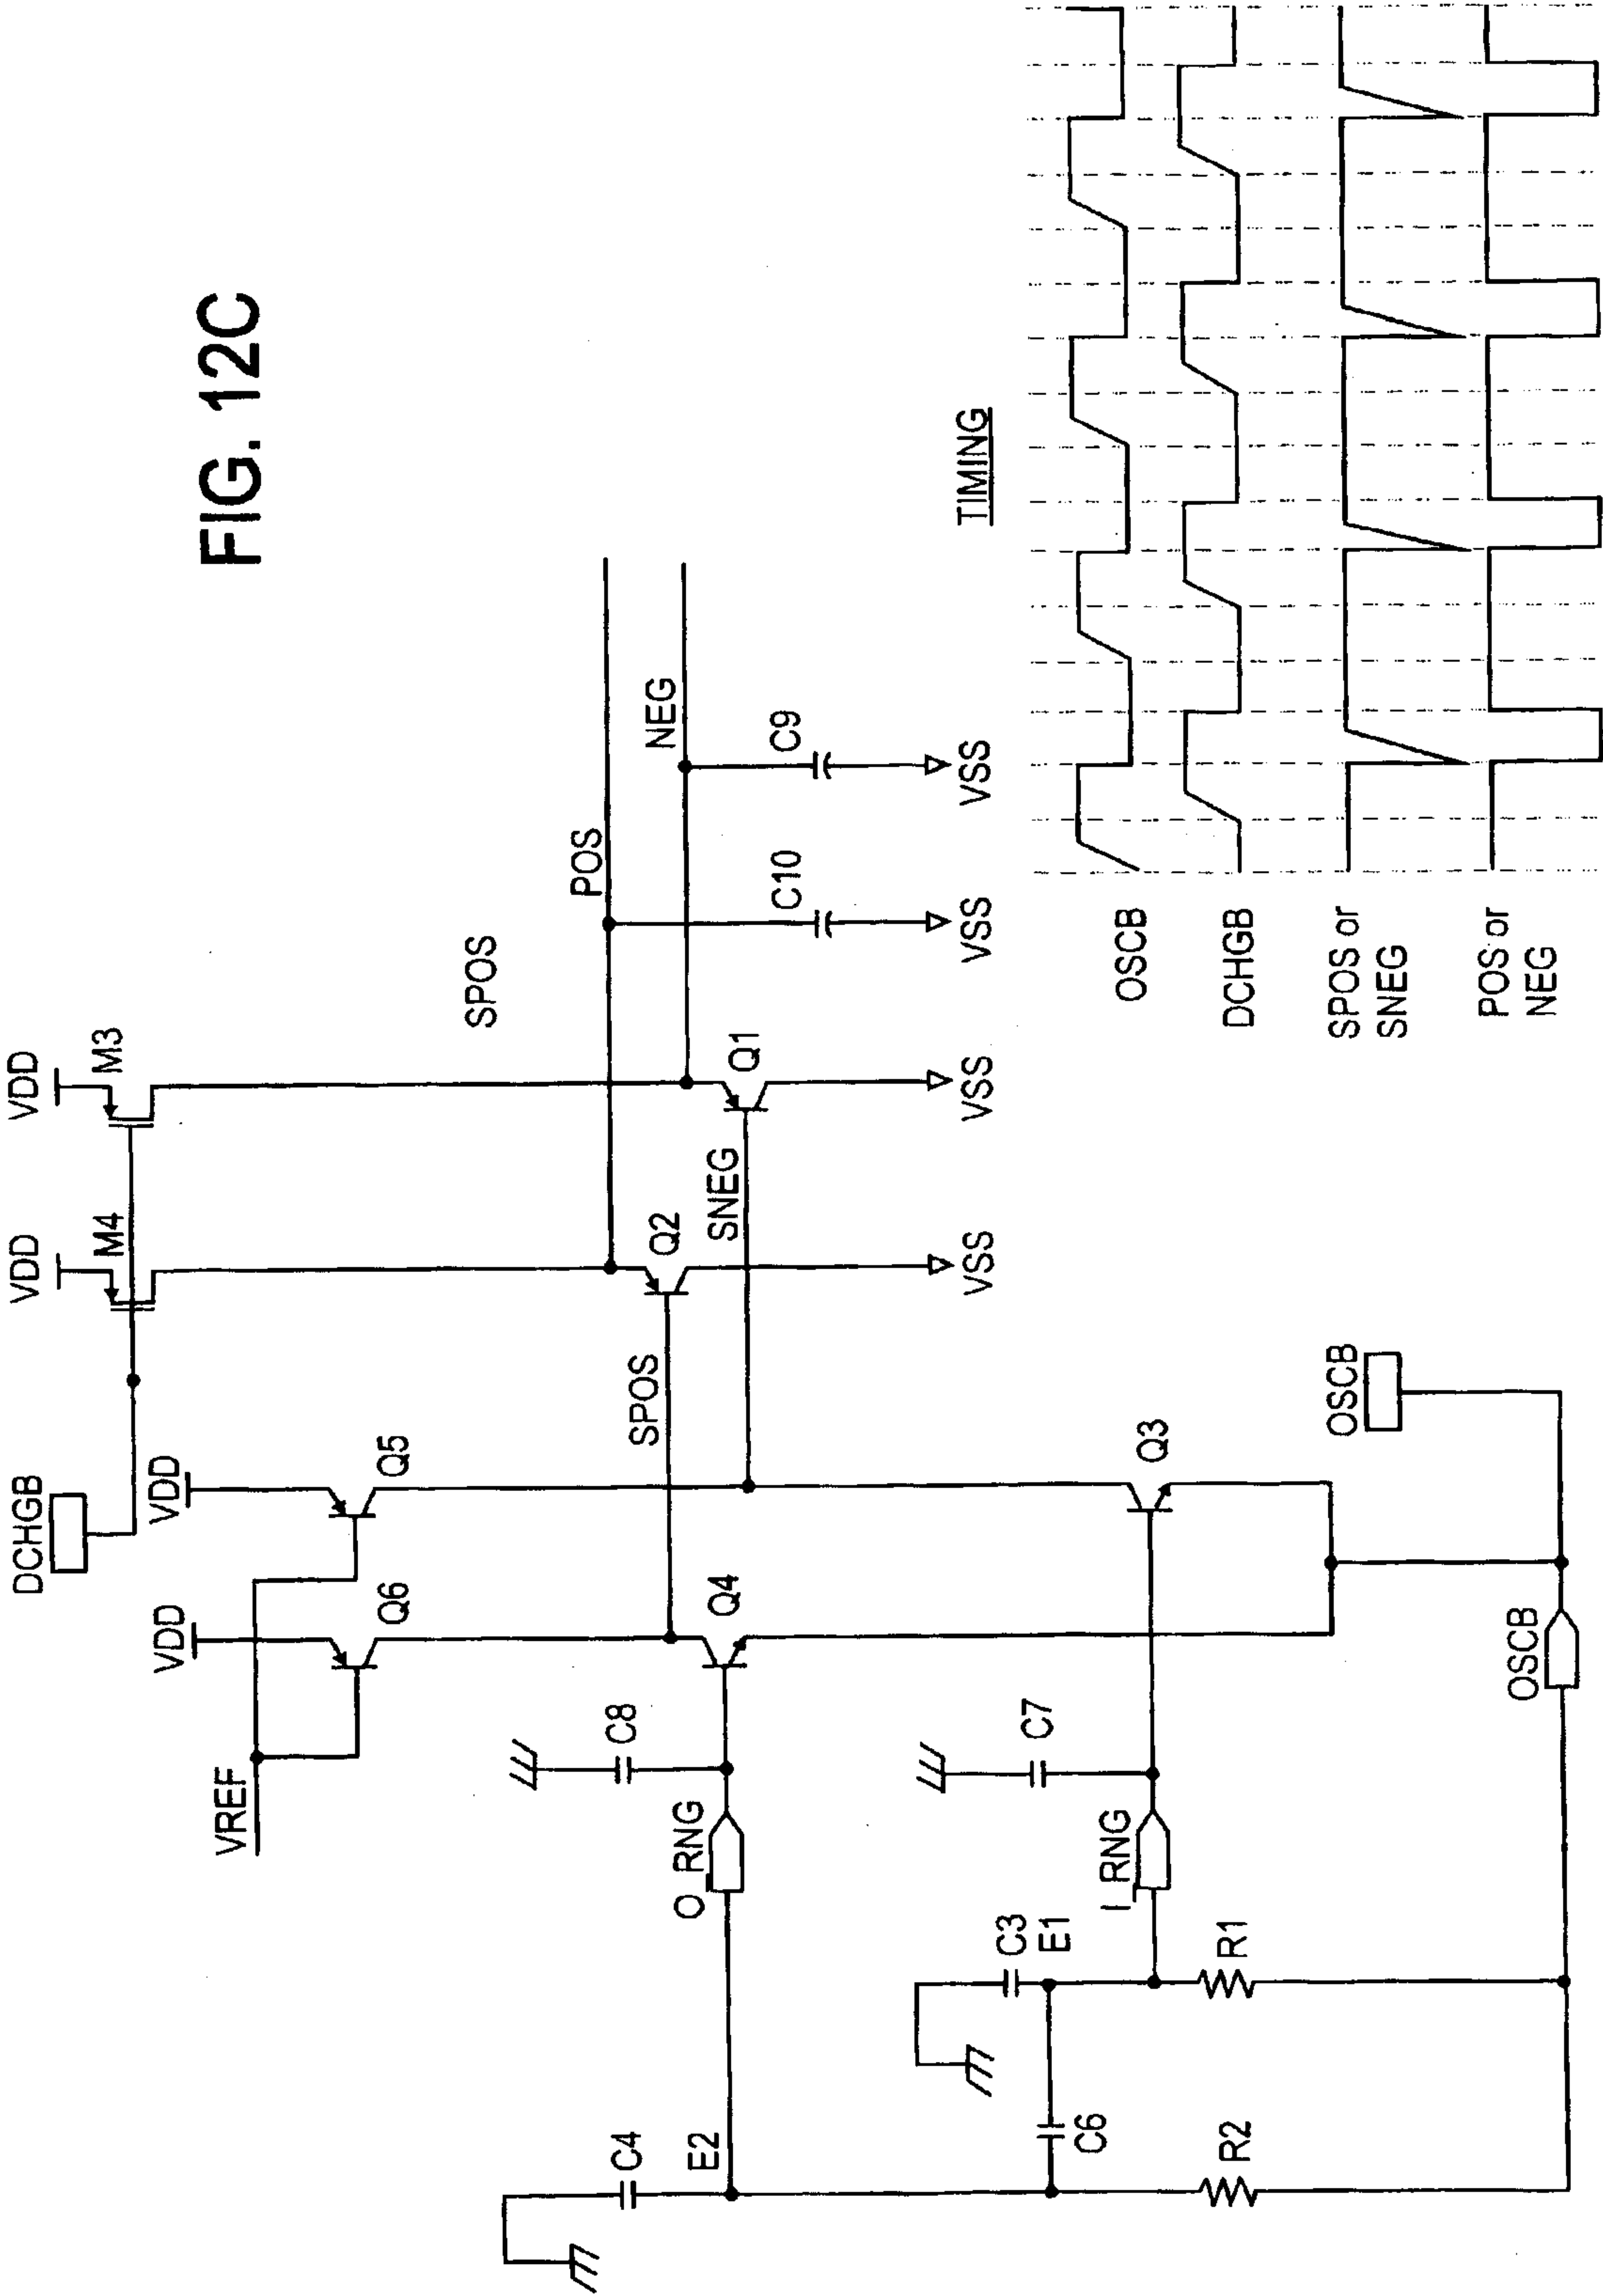 FIG. 12C
VDD
VDD
M3
M4
DCHGB
VDD
VDD
Q5
Q6
VREF
SPOS
POS
NEG
C10
C9
Q2
Q1
SPOS
SNEG
VSS
VSS
VSS
VSS
C8
Q4
O_RNG
C4
E2
C7
Q3
I_RNG
C3
E1
C6
R1
R2
OSCB
OSCB
TIMING
OSCB
DCHGB
SPOS or
SNEG
POS or
NEG